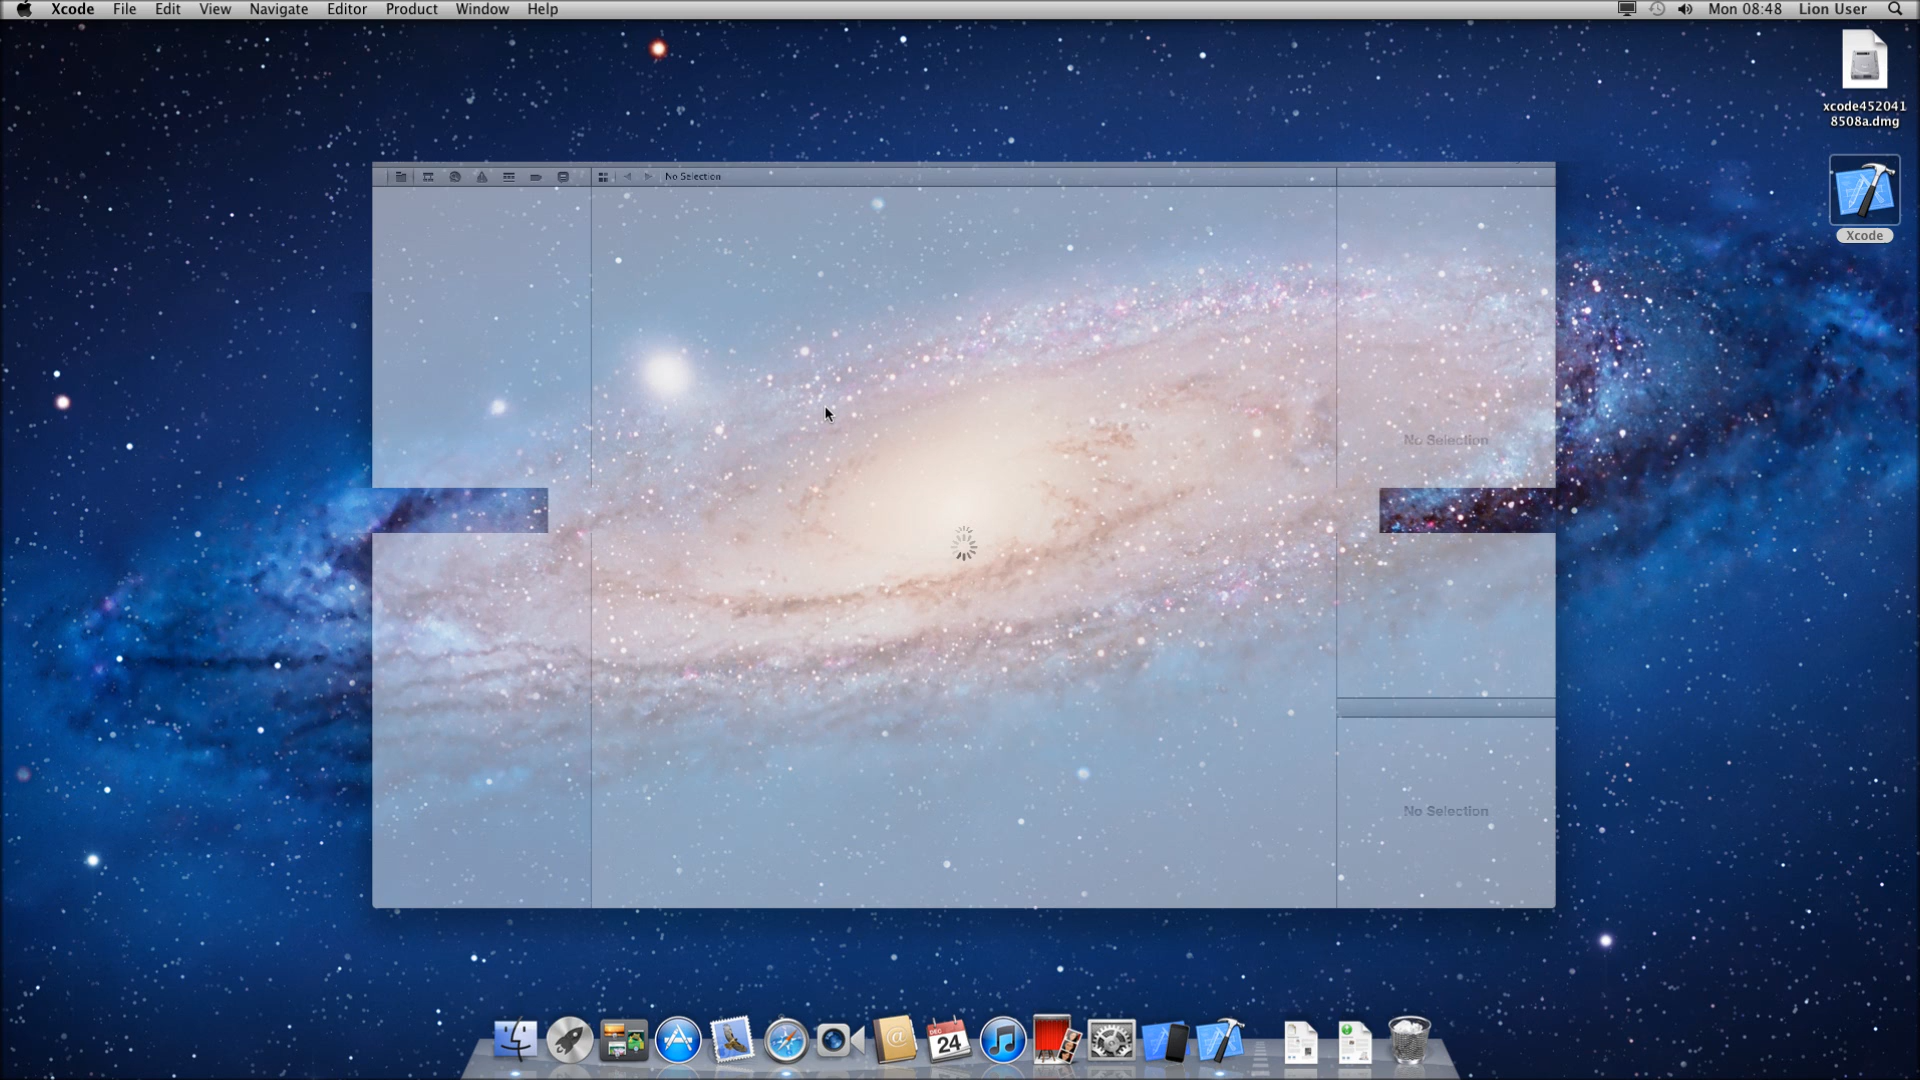 Xcode File Edit View Navigate Editor Product Window Help Mon 08:48 Lion User
xcode452041
8508a.dmg
No Selection
Xcode
No Selection
No Selection
DEC
24